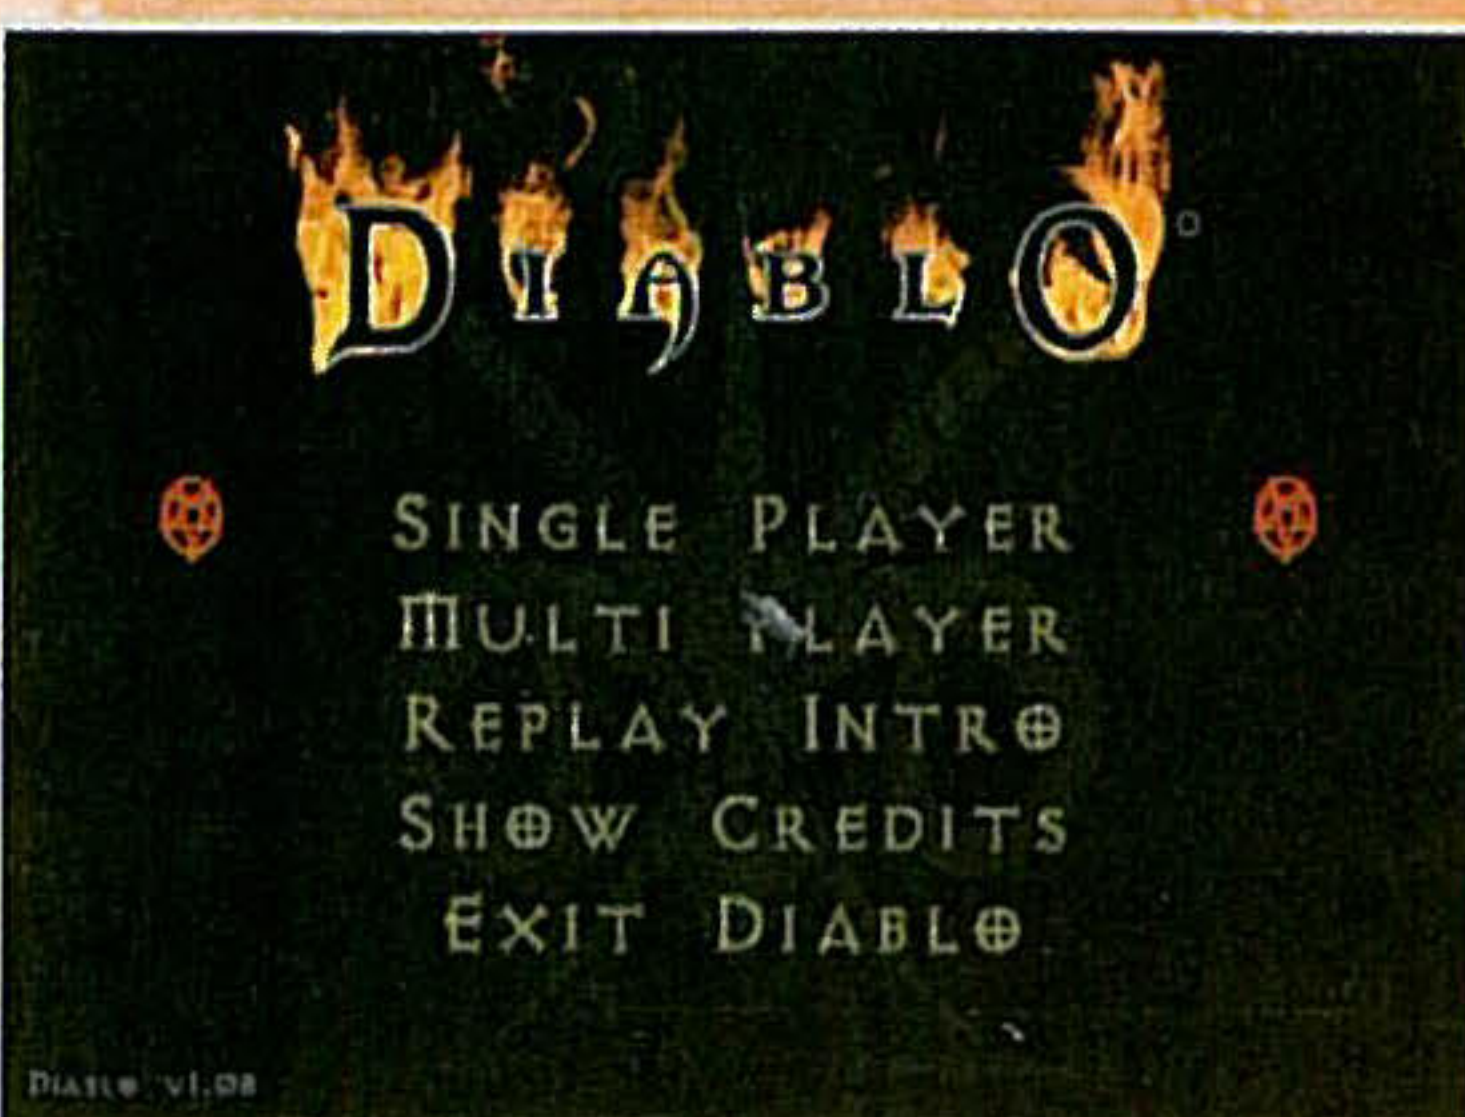 DIABLO
SINGLE PLAYER
MULTI PLAYER
REPLAY INTRO
SHOW CREDITS
EXIT DIABLO
DIABLO V1.08